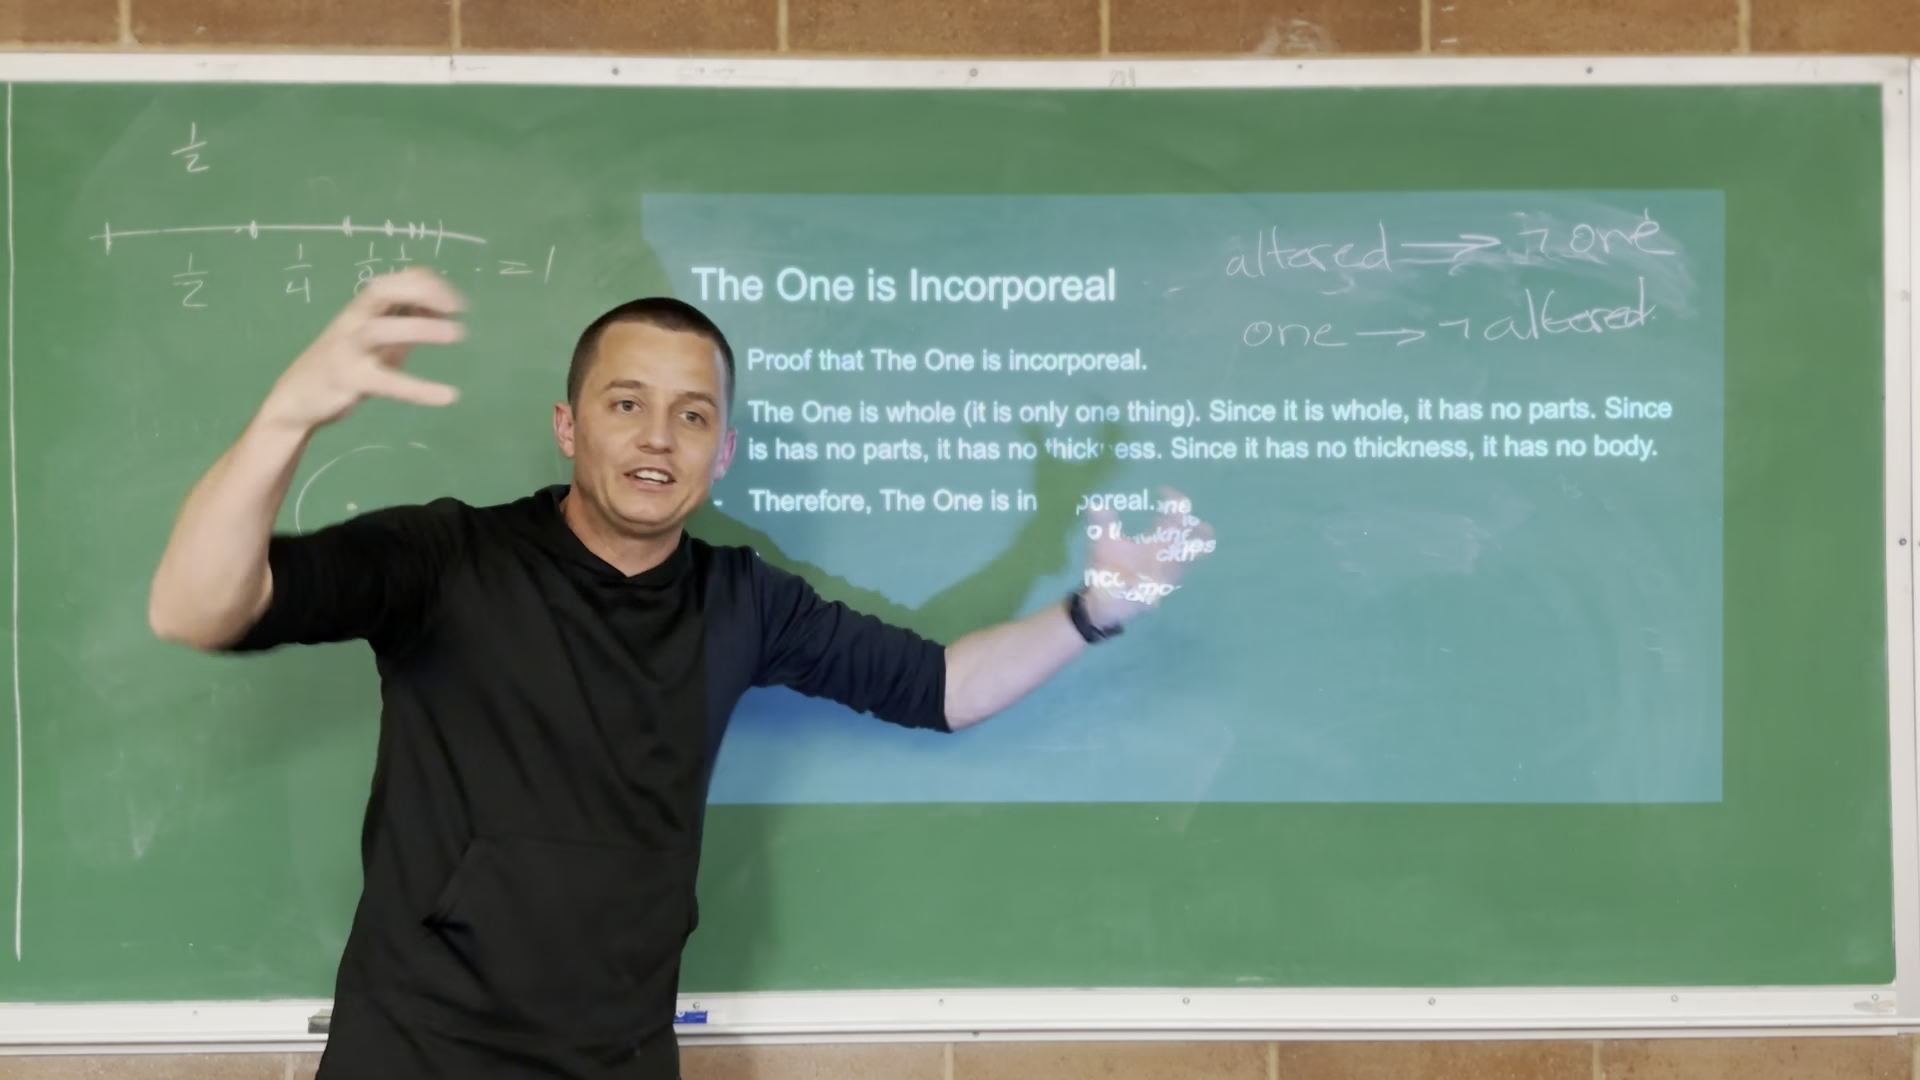 1/2
1/2 1/4 1/8 = 1
altered → ¬ one
one → ¬ altered
The One is Incorporeal
Proof that The One is incorporeal.
The One is whole (it is only one thing). Since it is whole, it has no parts. Since
is has no parts, it has no thickness. Since it has no thickness, it has no body.
- Therefore, The One is in poreal.